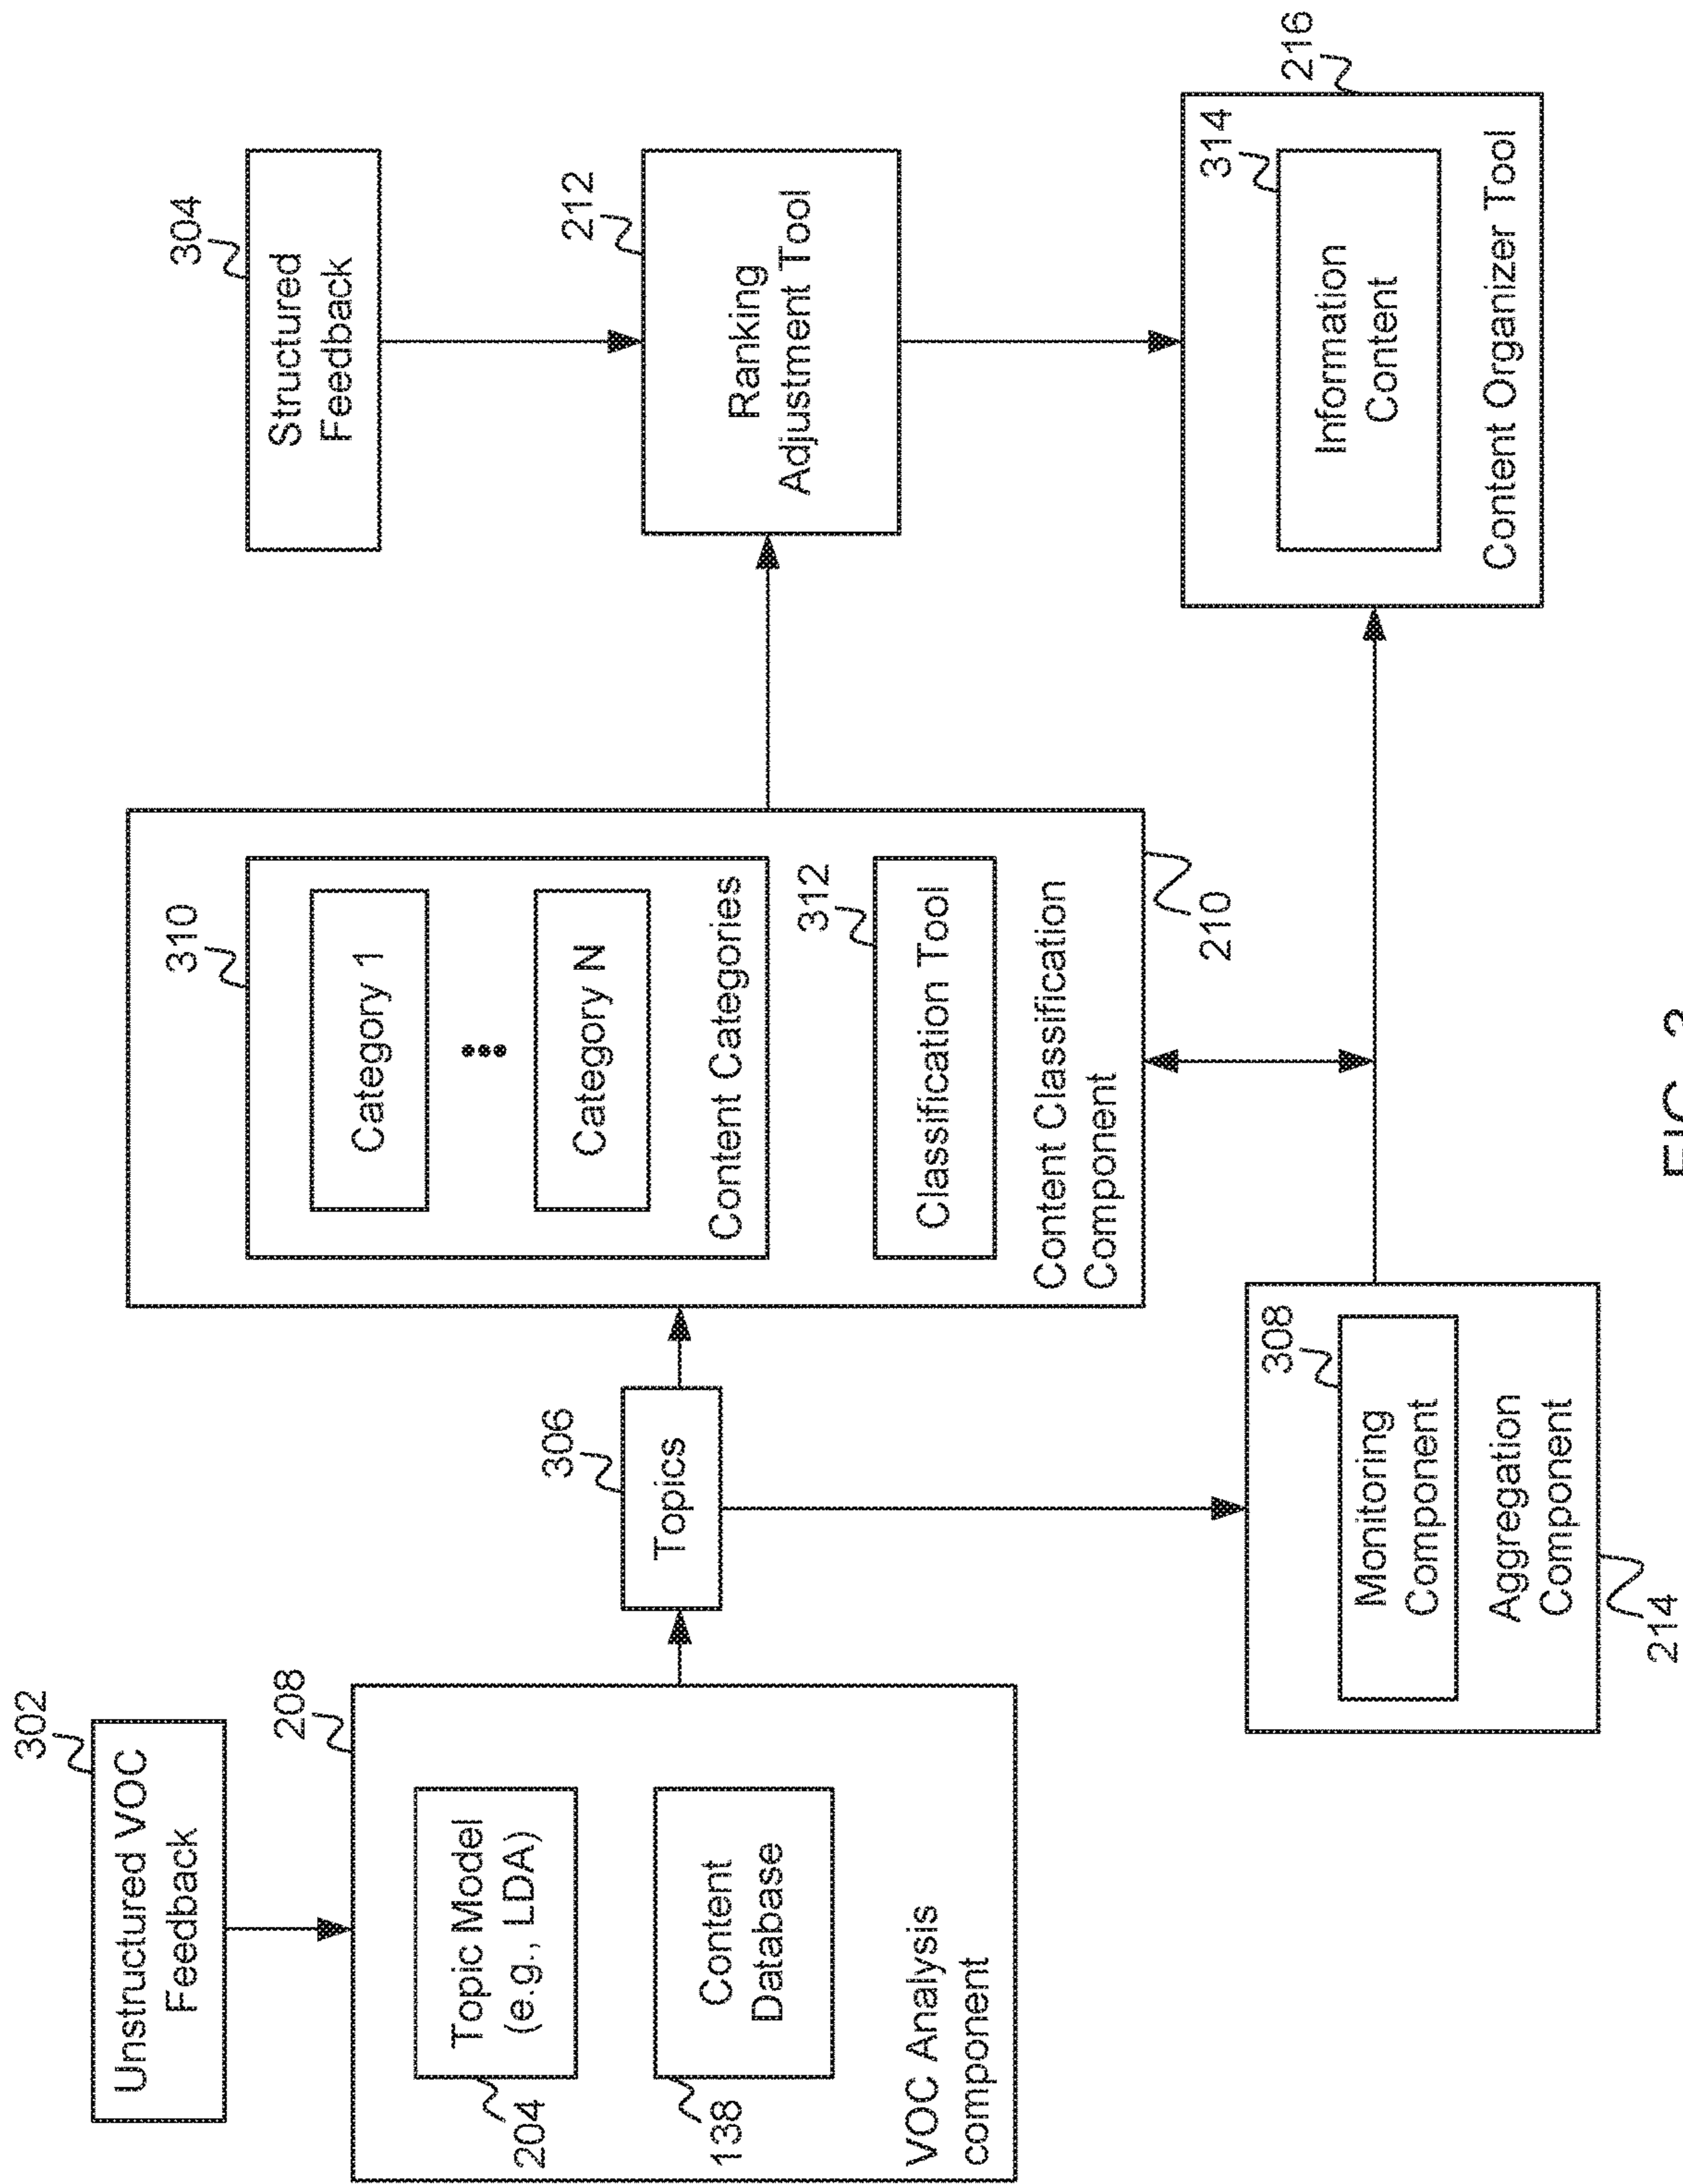 302
Unstructured VOC
Feedback
208
Topic Model
(e.g., LDA)
204
Content
Database
138
VOC Analysis
component
306
Topics
308
Monitoring
Component
Aggregation
Component
214
310
Category 1
•••
Category N
Content Categories
312
Classification Tool
Content Classification
Component
210
304
Structured
Feedback
212
Ranking
Adjustment Tool
216
314
Information
Content
Content Organizer Tool
FIG. 3